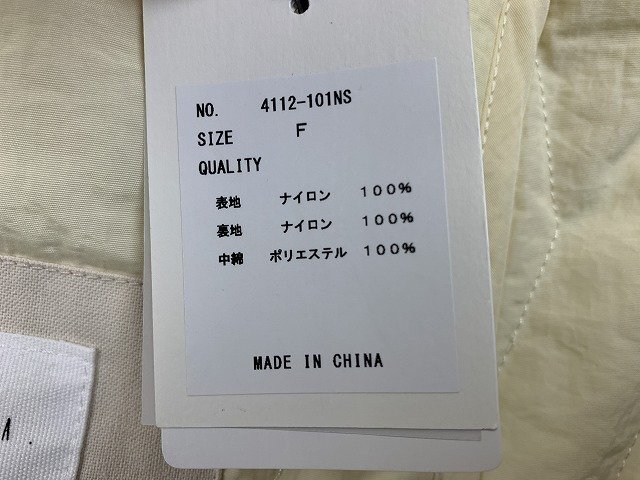 NO. 4112-101NS
SIZE F
QUALITY
表地 ナイロン 100%
裏地 ナイロン 100%
中綿 ポリエステル 100%
MADE IN CHINA